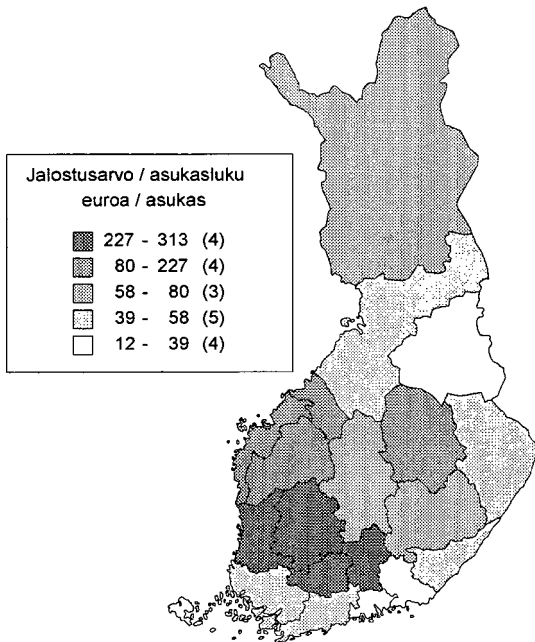 Jalostusarvo / asukasluku
euroa / asukas
227 - 313 (4)
80 - 227 (4)
58 - 80 (3)
39 - 58 (5)
12 - 39 (4)